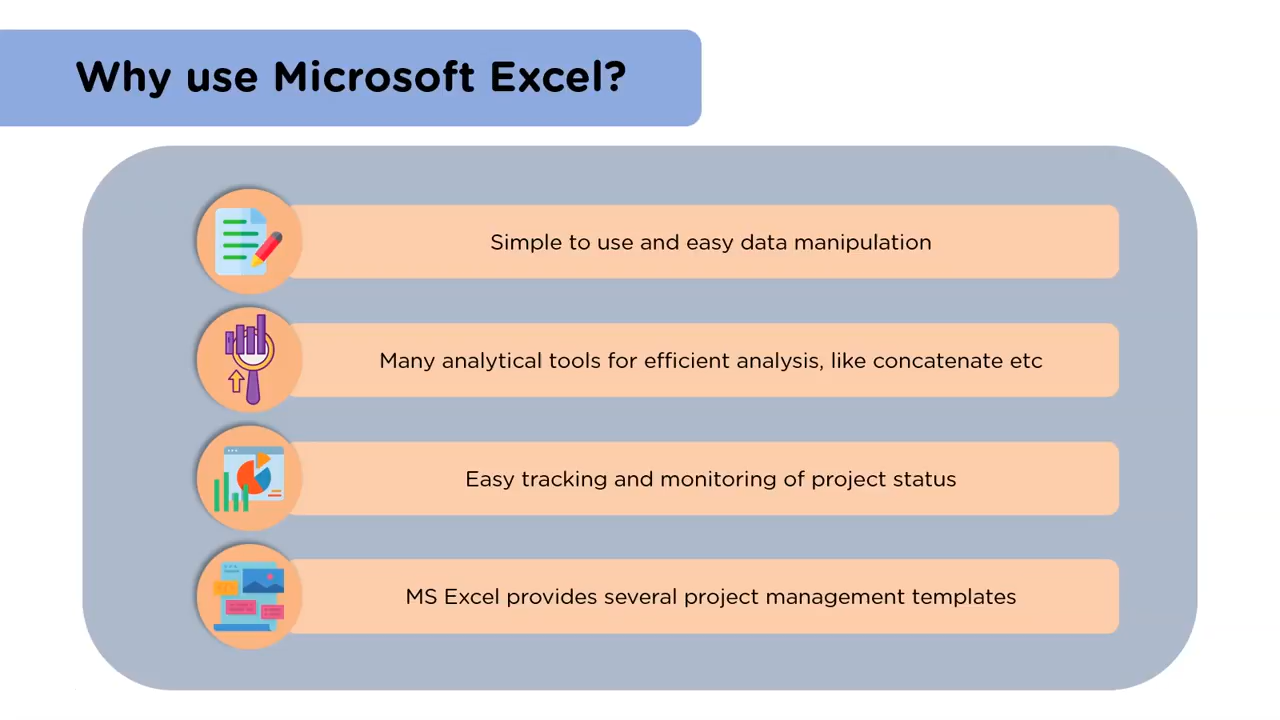 Why use Microsoft Excel?
Simple to use and easy data manipulation
Many analytical tools for efficient analysis, like concatenate etc
Easy tracking and monitoring of project status
MS Excel provides several project management templates